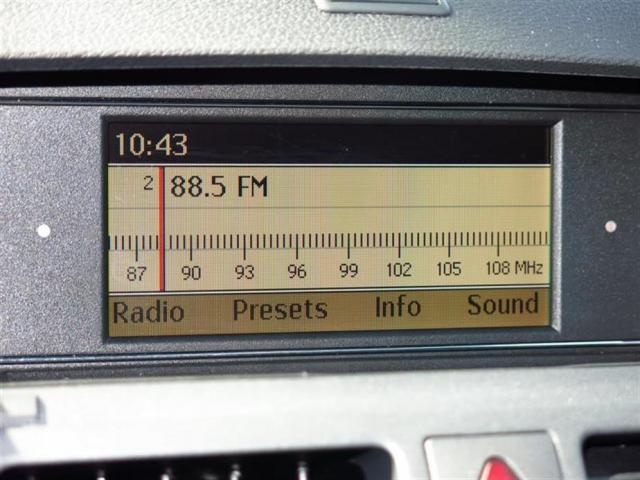 10:43
2 88.5 FM
87 90 93 96 99 102 105 108 MHz
Radio Presets Info Sound